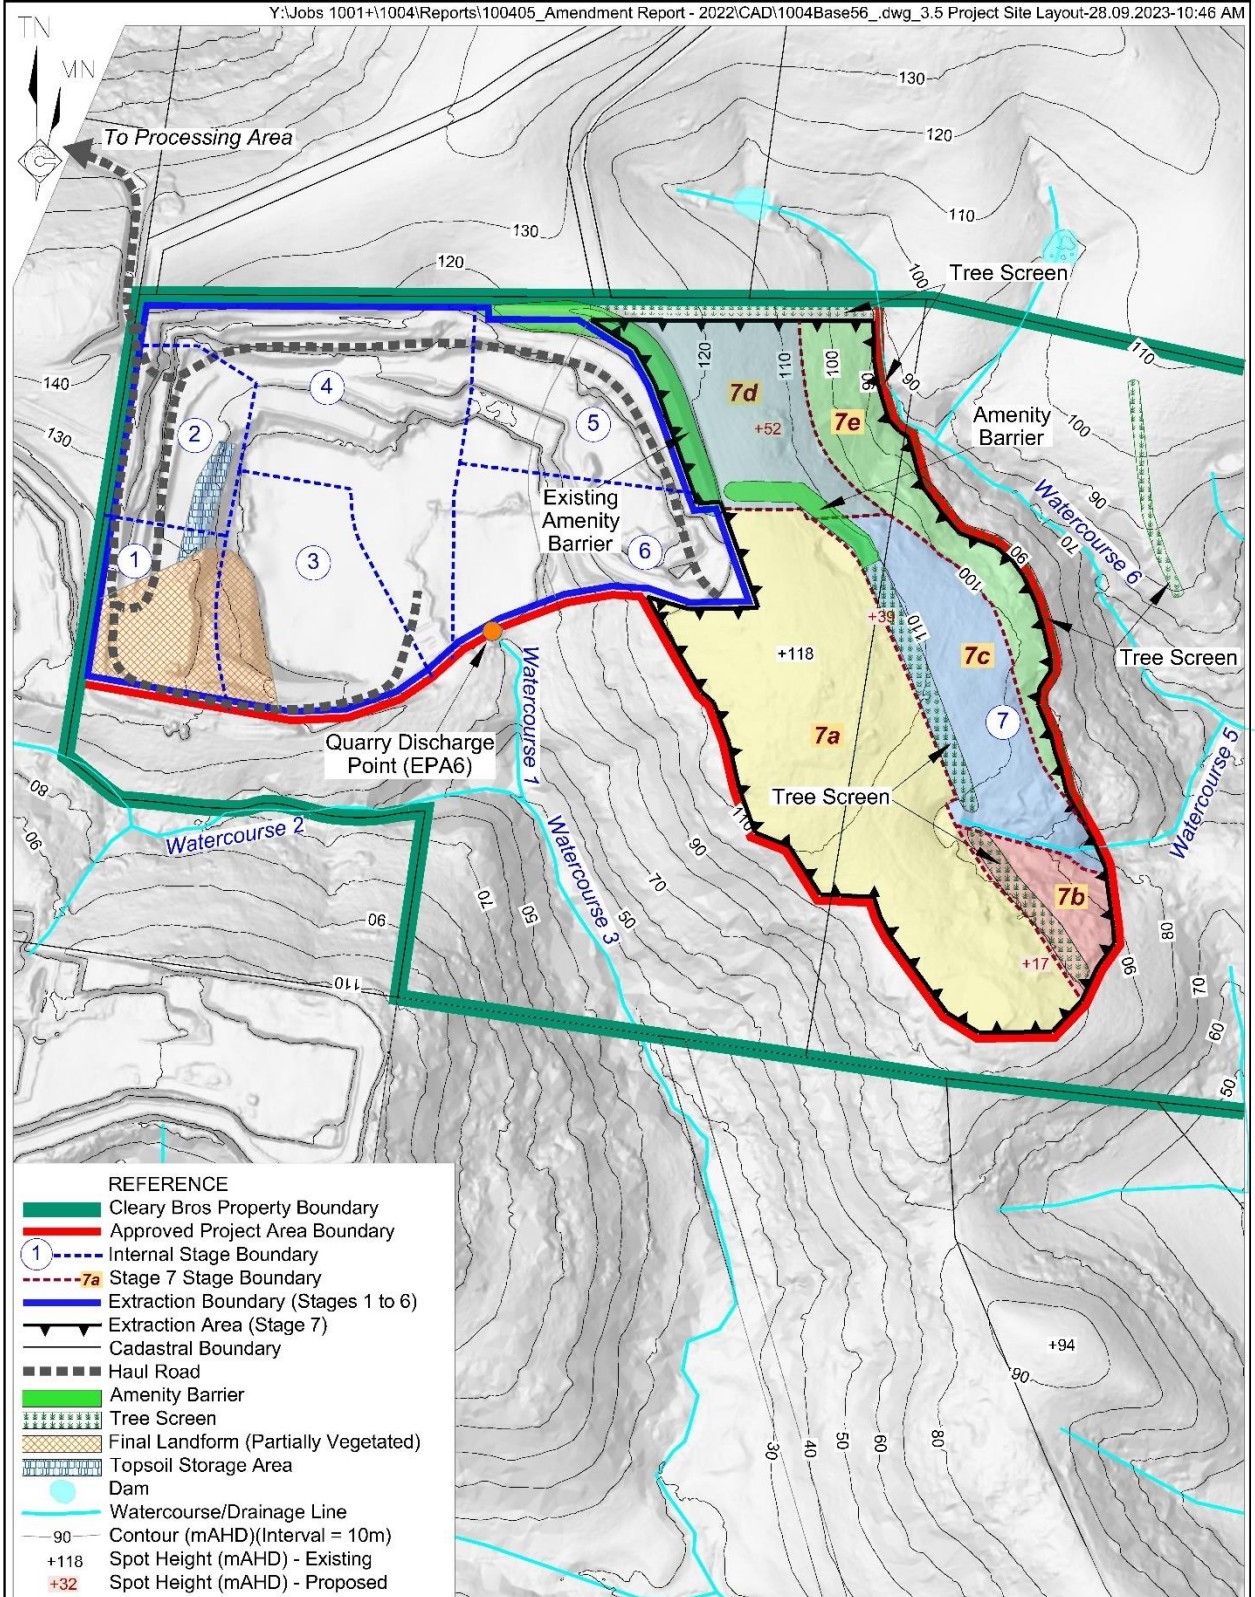 Y:\Jobs 1001+\1004\Reports\100405_Amendment Report - 2022\CAD\1004Base56_.dwg_3.5 Project Site Layout-28.09.2023-10:46 AM
TN
MN
To Processing Area
130
120
110
130
120
100
Tree Screen
110
140
130
90
100
Amenity
Barrier
4
2
5
120
110
100
90
7d
7e
+52
90
Existing
Amenity
Barrier
Watercourse 6
70
1
3
6
90
100
+39
110
+118
7c
Tree Screen
Watercourse 1
7
7a
Quarry Discharge
Point (EPA6)
Watercourse 5
80
90
Tree Screen
110
Watercourse 2
Watercourse 3
90
70
50
70
50
90
7b
80
90
70
+17
110
60
50
REFERENCE
Cleary Bros Property Boundary
Approved Project Area Boundary
1 Internal Stage Boundary
7a Stage 7 Stage Boundary
Extraction Boundary (Stages 1 to 6)
Extraction Area (Stage 7)
Cadastral Boundary
Haul Road
Amenity Barrier
Tree Screen
Final Landform (Partially Vegetated)
Topsoil Storage Area
Dam
Watercourse/Drainage Line
90 Contour (mAHD)(Interval = 10m)
+118 Spot Height (mAHD) - Existing
+32 Spot Height (mAHD) - Proposed
+94
90
30
40
50
60
80